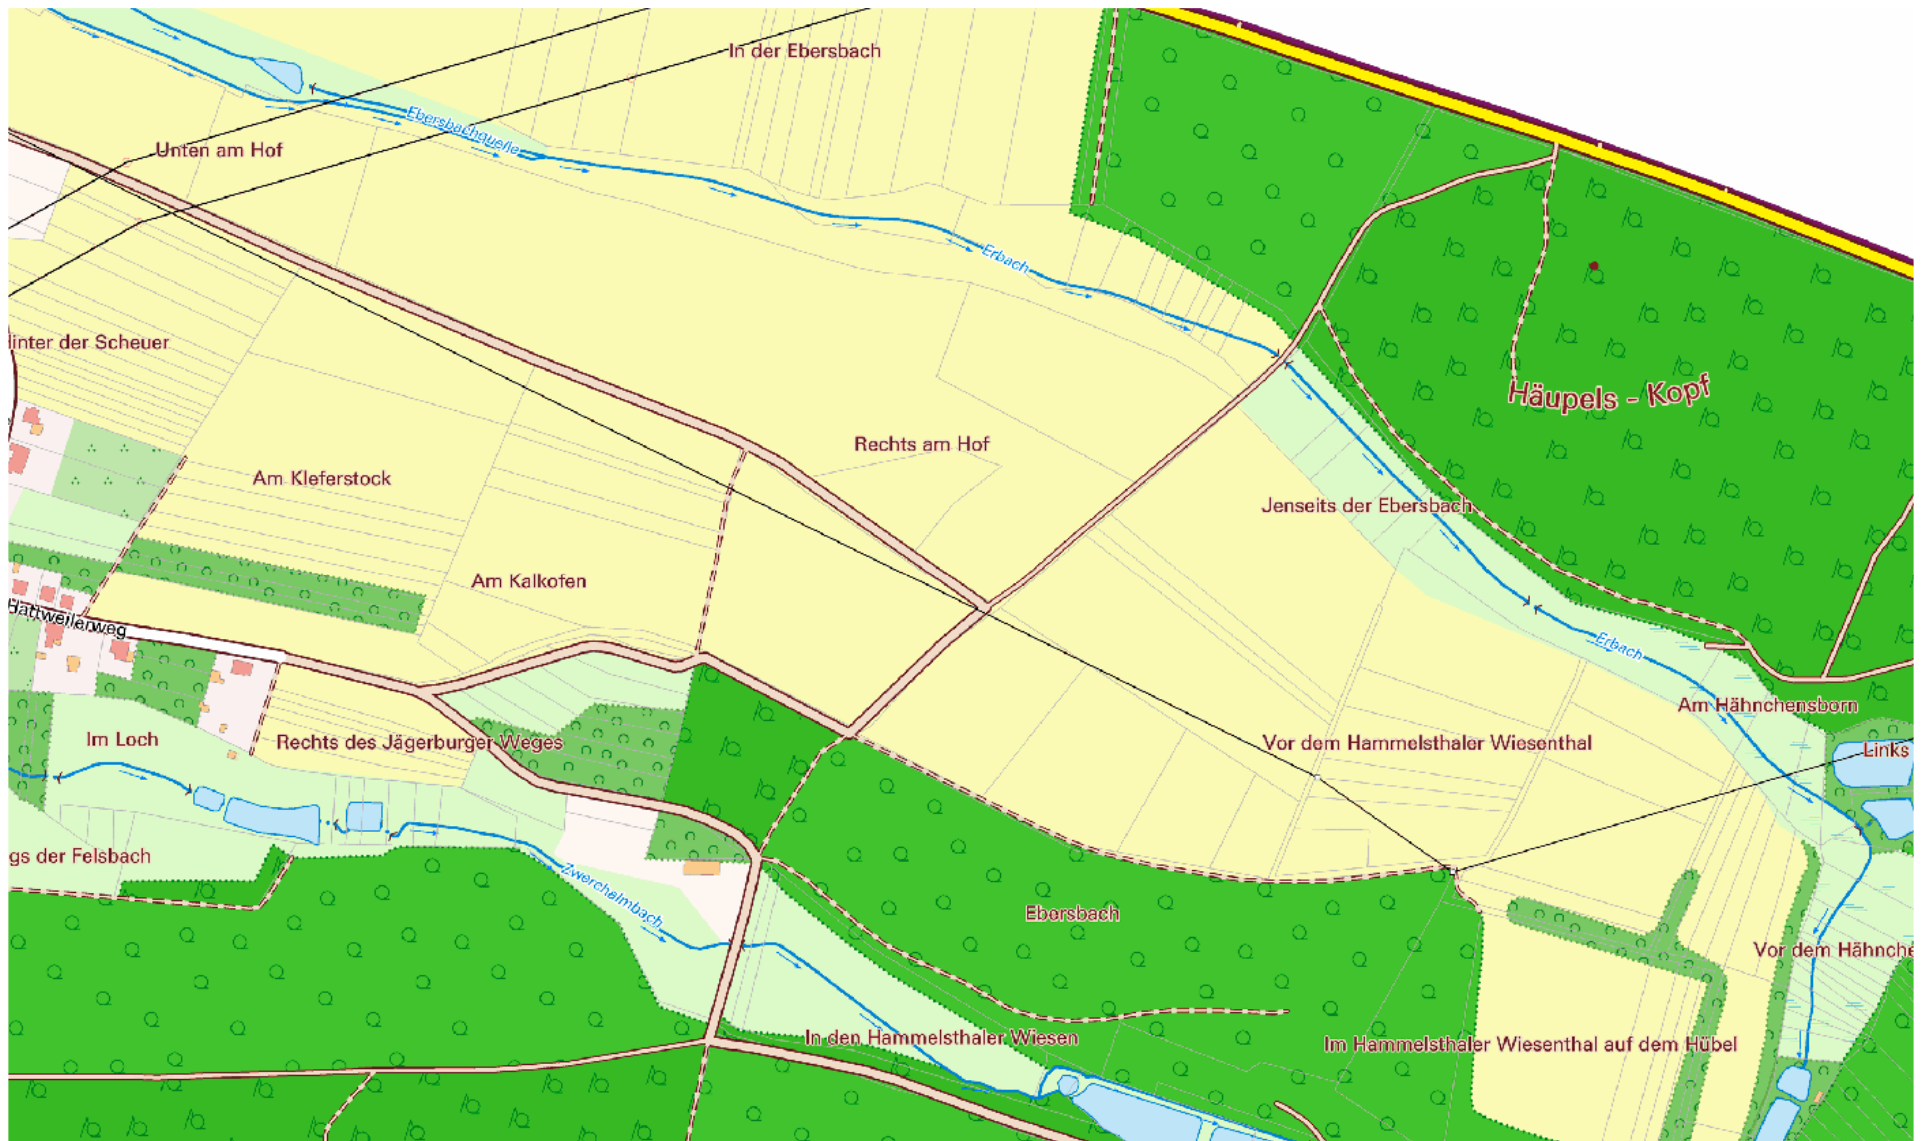 In der Ebersbach
Ebersbachquelle
Unten am Hof
Erbach
inter der Scheuer
Häupels - Kopf
Rechts am Hof
Am Kleferstock
Jenseits der Ebersbach
Am Kalkofen
Hattweilerweg
Erbach
Am Hähnchensborn
Im Loch
Rechts des Jägerburger Weges
Vor dem Hammelsthaler Wiesenthal
Links
gs der Felsbach
Zwerchelmbach
Ebersbach
Vor dem Hähnche
In den Hammelsthaler Wiesen
Im Hammelsthaler Wiesenthal auf dem Hübel